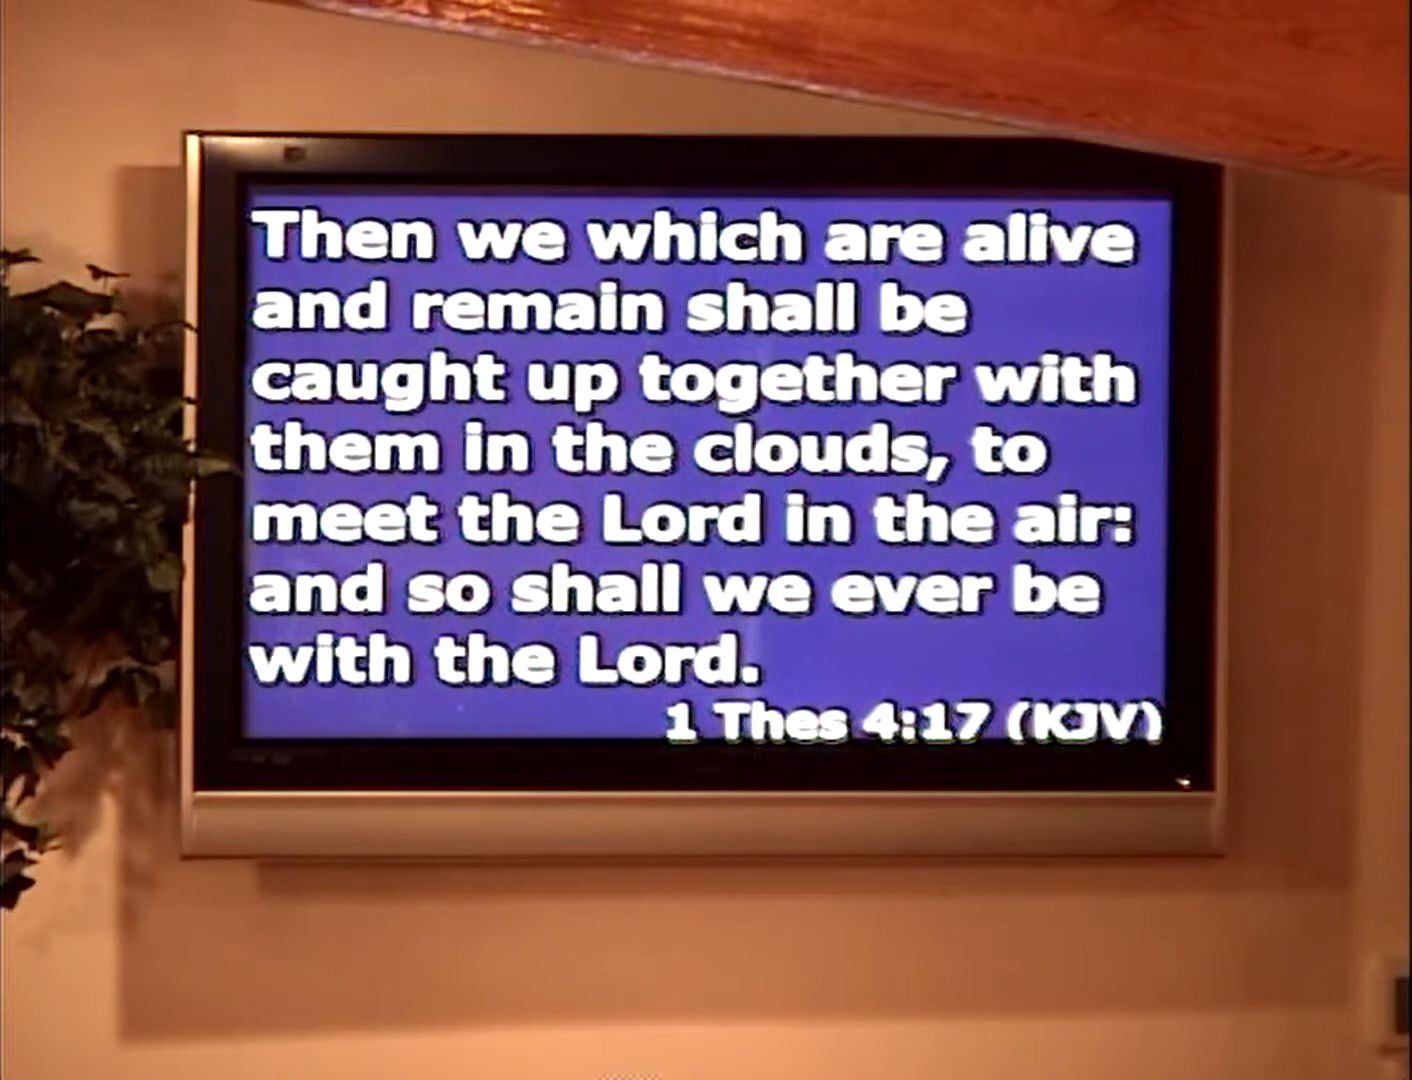 Then we which are alive
and remain shall be
caught up together with
them in the clouds, to
meet the Lord in the air:
and so shall we ever be
with the Lord.
1 Thes 4:17 (KJV)